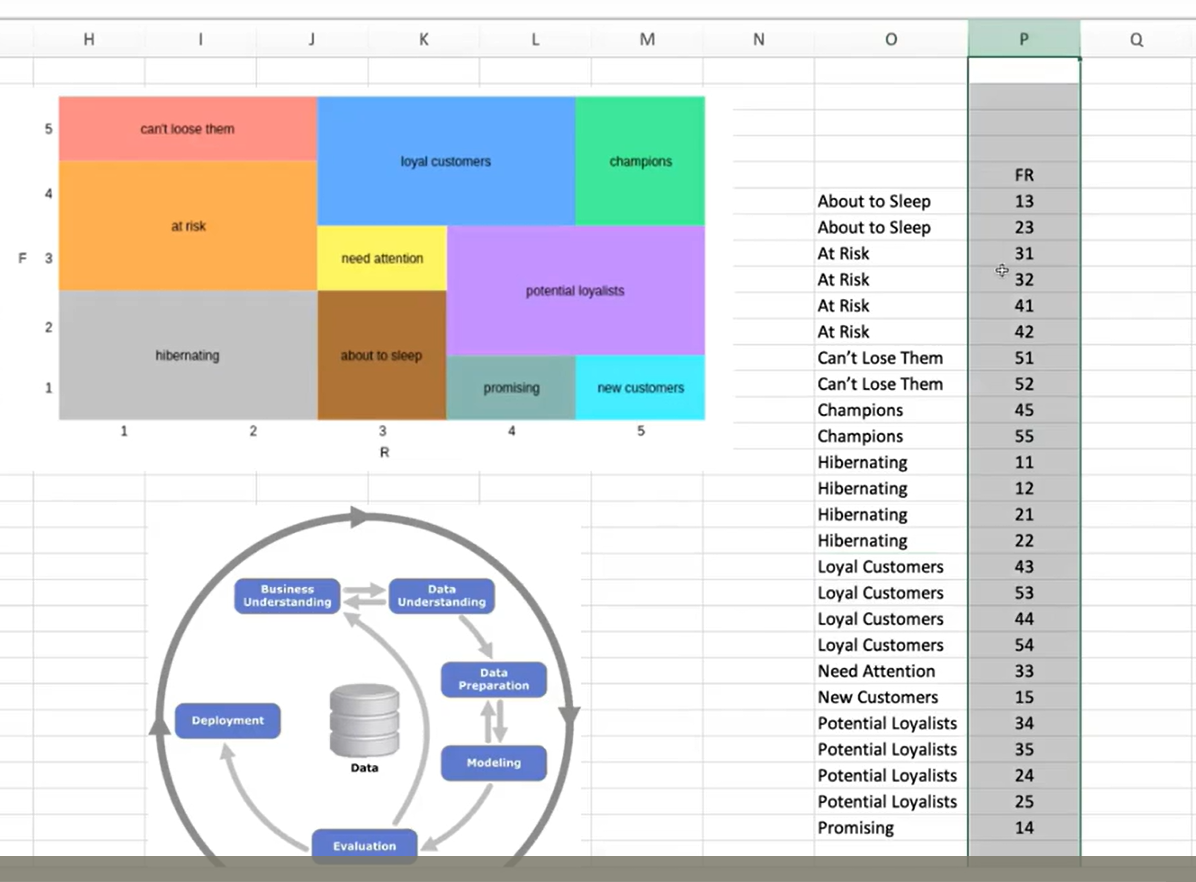 H I J K L M N O P Q
5
can't loose them
loyal customers
champions
4
at risk
F 3
need attention
potential loyalists
2
hibernating
about to sleep
1
promising
new customers
1 2 3 4 5
R
Business
Understanding
Data
Understanding
Data
Preparation
Deployment
Data
Modeling
Evaluation
FR
About to Sleep 13
About to Sleep 23
At Risk 31
At Risk 32
At Risk 41
At Risk 42
Can’t Lose Them 51
Can’t Lose Them 52
Champions 45
Champions 55
Hibernating 11
Hibernating 12
Hibernating 21
Hibernating 22
Loyal Customers 43
Loyal Customers 53
Loyal Customers 44
Loyal Customers 54
Need Attention 33
New Customers 15
Potential Loyalists 34
Potential Loyalists 35
Potential Loyalists 24
Potential Loyalists 25
Promising 14